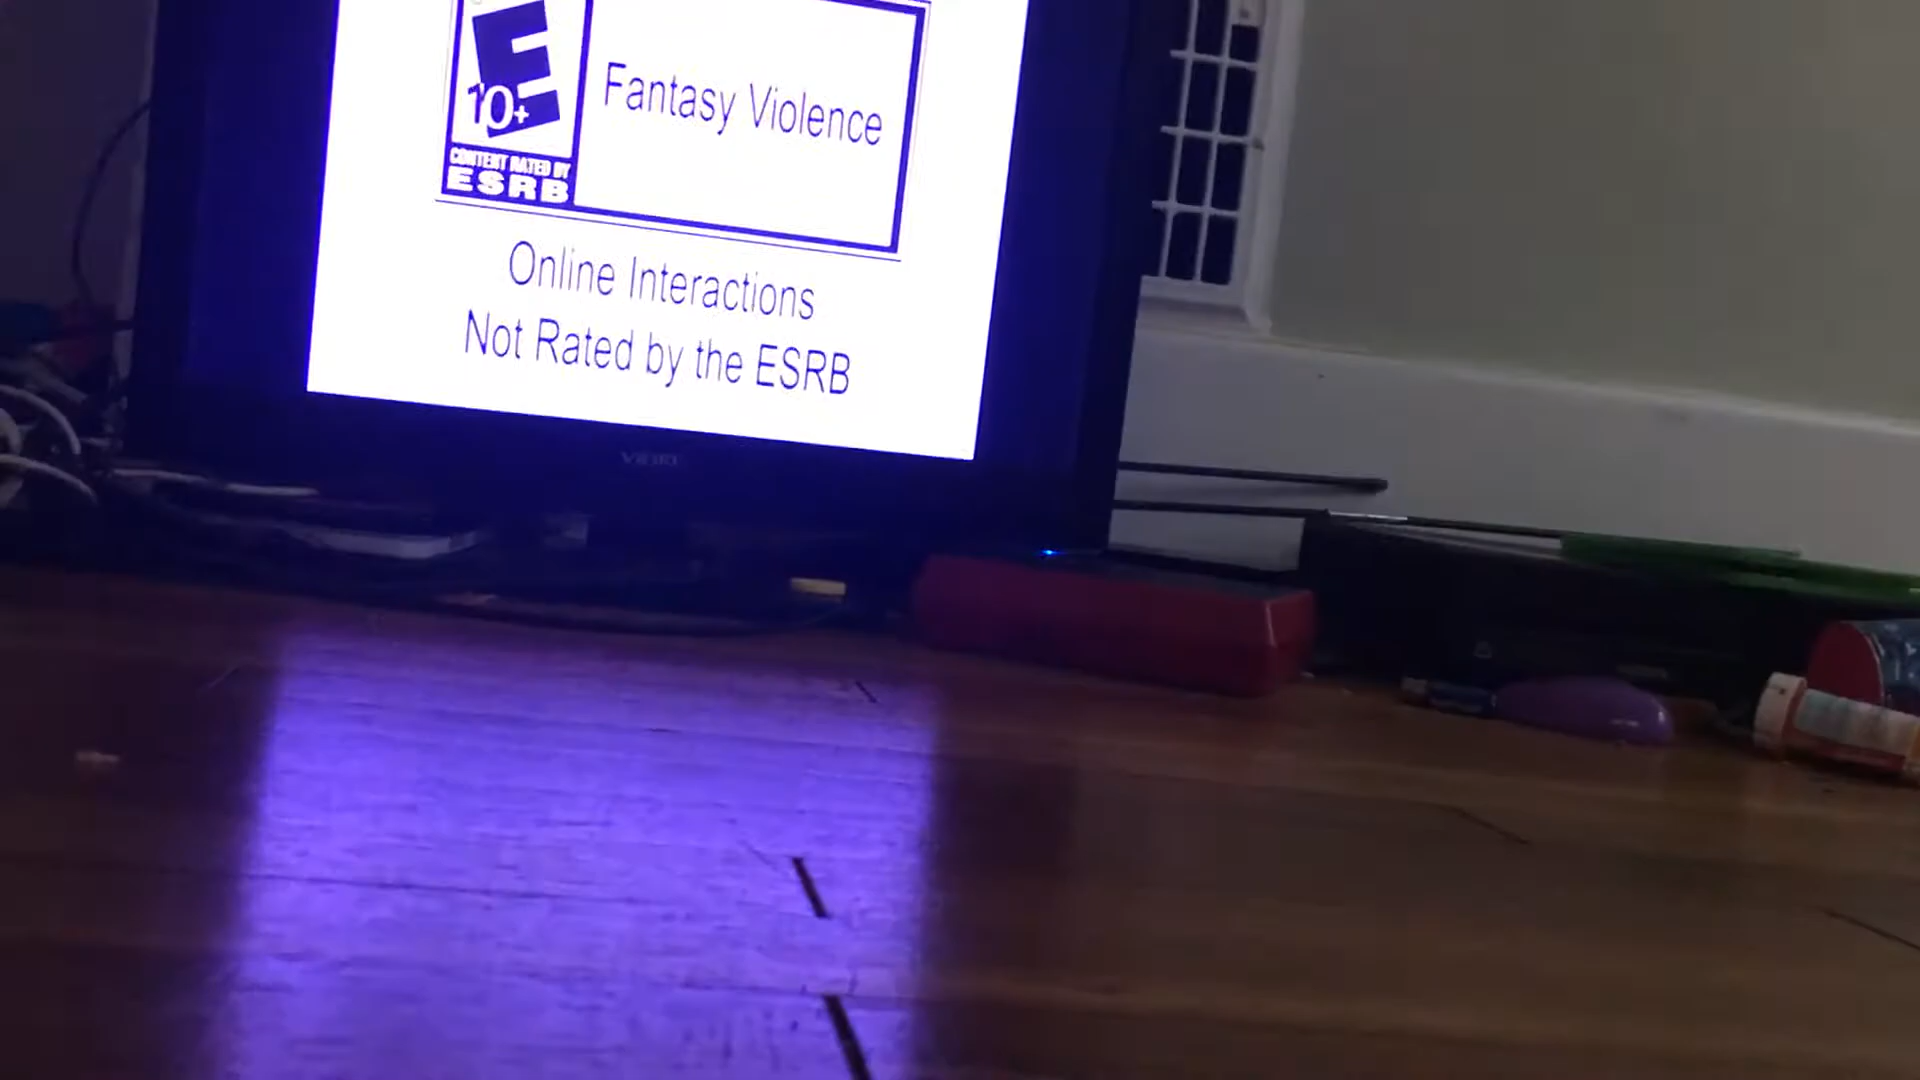 E
10+
CONTENT RATED BY
ESRB
Fantasy Violence
Online Interactions
Not Rated by the ESRB